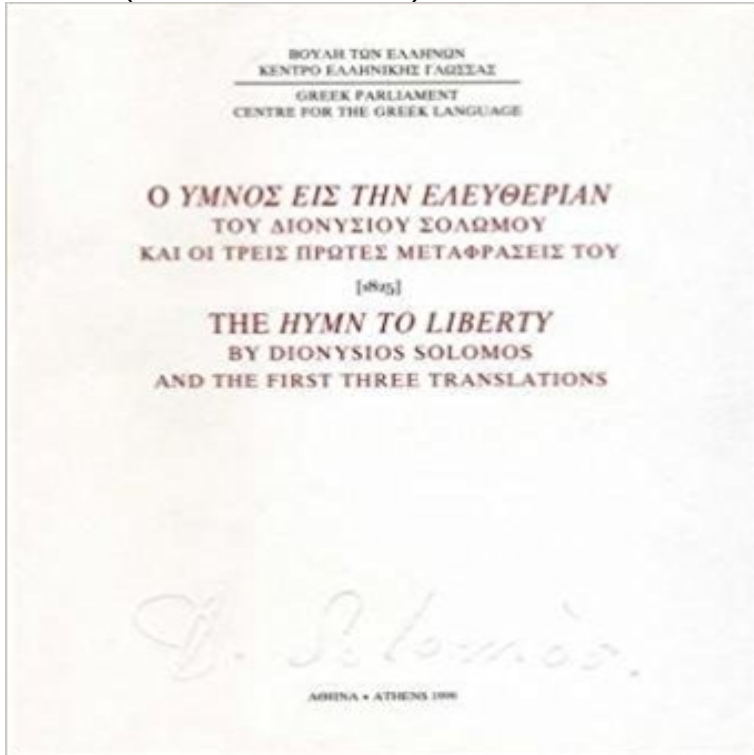 ΒΟΥΛΗ ΤΩΝ ΕΛΛΗΝΩΝ
ΚΕΝΤΡΟ ΕΛΛΗΝΙΚΗΣ ΓΛΩΣΣΑΣ
GREEK PARLIAMENT
CENTRE FOR THE GREEK LANGUAGE
Ο ΥΜΝΟΣ ΕΙΣ ΤΗΝ ΕΛΕΥΘΕΡΙΑΝ
ΤΟΥ ΔΙΟΝΥΣΙΟΥ ΣΟΛΩΜΟΥ
ΚΑΙ ΟΙ ΤΡΕΙΣ ΠΡΩΤΕΣ ΜΕΤΑΦΡΑΣΕΙΣ ΤΟΥ
[1825]
THE HYMN TO LIBERTY
BY DIONYSIOS SOLOMOS
AND THE FIRST THREE TRANSLATIONS
D. Solomòs.
ΑΘΗΝΑ • ATHENS